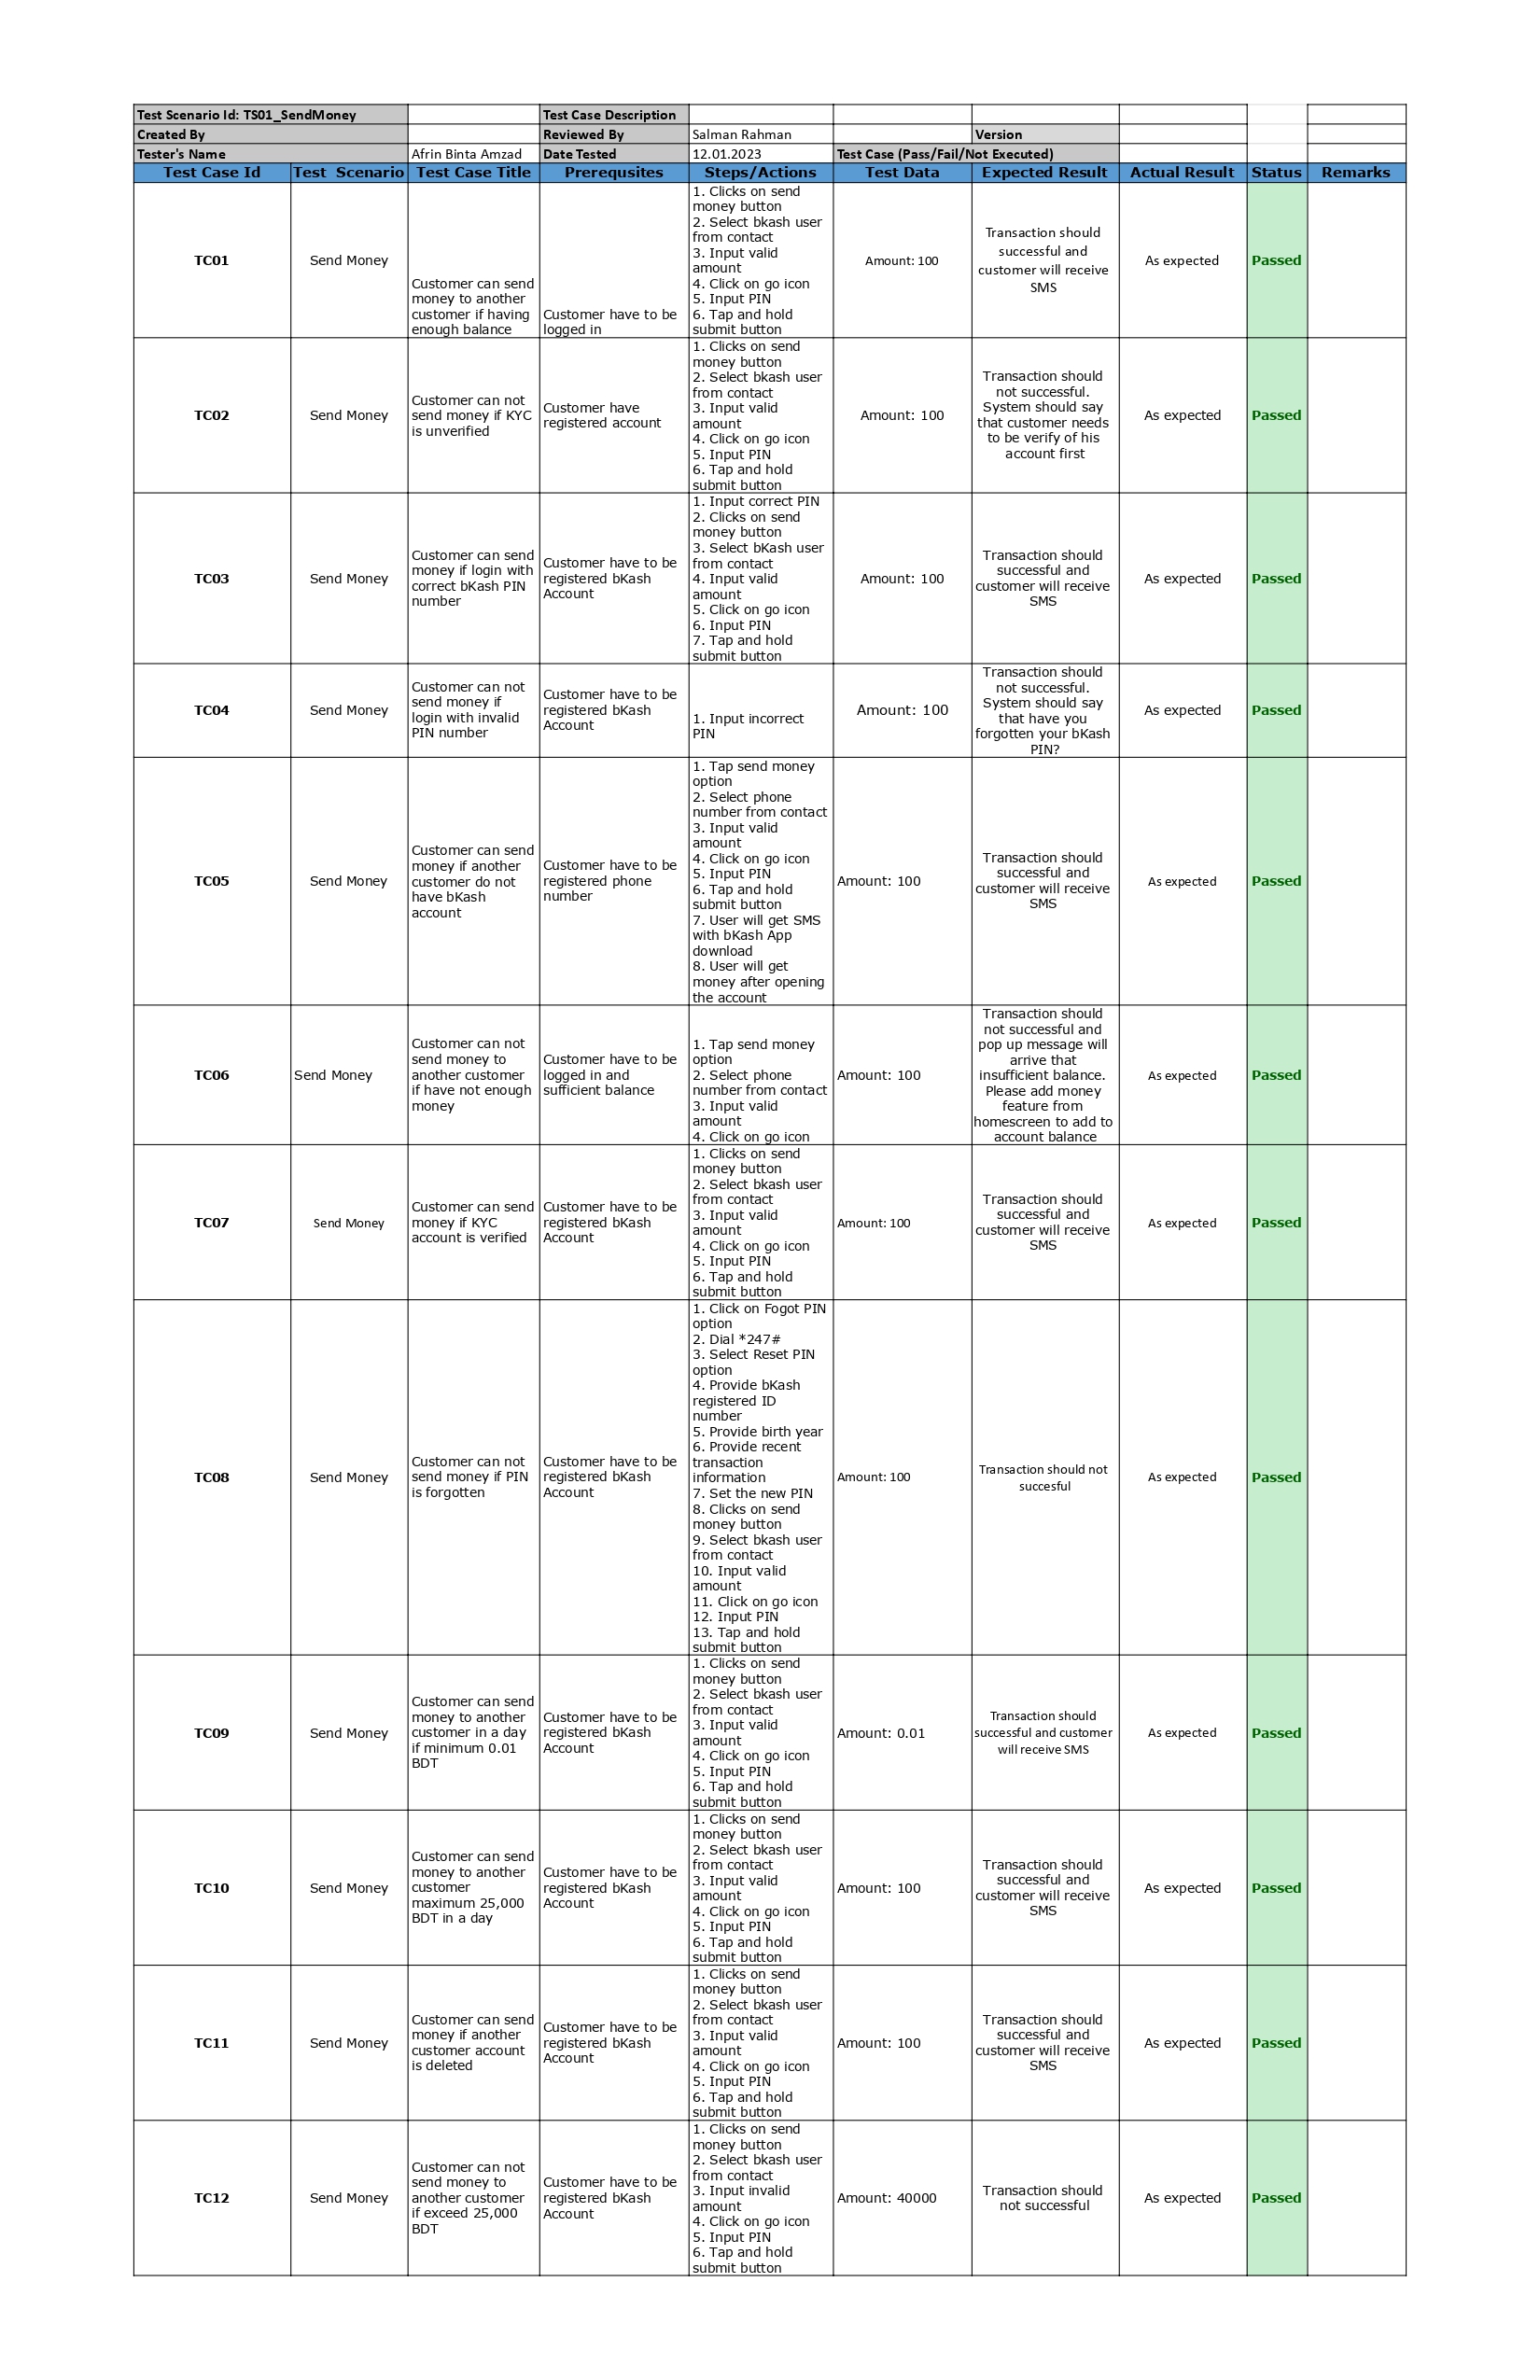 Test Scenario Id: TS01_SendMoney Test Case Description
Created By Reviewed By Salman Rahman Version
Tester's Name Afrin Binta Amzad Date Tested 12.01.2023 Test Case (Pass/Fail/Not Executed)
Test Case Id Test Scenario Test Case Title Prerequsites Steps/Actions Test Data Expected Result Actual Result Status Remarks
TC01
Send Money
Customer can send
money to another
customer if having
enough balance
Customer have to be
logged in
1. Clicks on send
money button
2. Select bkash user
from contact
3. Input valid
amount
4. Click on go icon
5. Input PIN
6. Tap and hold
submit button
Amount: 100
Transaction should
successful and
customer will receive
SMS
As expected
Passed
TC02
Send Money
Customer can not
send money if KYC
is unverified
Customer have
registered account
1. Clicks on send
money button
2. Select bkash user
from contact
3. Input valid
amount
4. Click on go icon
5. Input PIN
6. Tap and hold
submit button
Amount: 100
Transaction should
not successful.
System should say
that customer needs
to be verify of his
account first
As expected
Passed
TC03
Send Money
Customer can send
money if login with
correct bKash PIN
number
Customer have to be
registered bKash
Account
1. Input correct PIN
2. Clicks on send
money button
3. Select bKash user
from contact
4. Input valid
amount
5. Click on go icon
6. Input PIN
7. Tap and hold
submit button
Amount: 100
Transaction should
successful and
customer will receive
SMS
As expected
Passed
TC04
Send Money
Customer can not
send money if
login with invalid
PIN number
Customer have to be
registered bKash
Account
1. Input incorrect
PIN
Amount: 100
Transaction should
not successful.
System should say
that have you
forgotten your bKash
PIN?
As expected
Passed
TC05
Send Money
Customer can send
money if another
customer do not
have bKash
account
Customer have to be
registered phone
number
1. Tap send money
option
2. Select phone
number from contact
3. Input valid
amount
4. Click on go icon
5. Input PIN
6. Tap and hold
submit button
7. User will get SMS
with bKash App
download
8. User will get
money after opening
the account
Amount: 100
Transaction should
successful and
customer will receive
SMS
As expected
Passed
TC06
Send Money
Customer can not
send money to
another customer
if have not enough
money
Customer have to be
logged in and
sufficient balance
1. Tap send money
option
2. Select phone
number from contact
3. Input valid
amount
4. Click on go icon
Amount: 100
Transaction should
not successful and
pop up message will
arrive that
insufficient balance.
Please add money
feature from
homescreen to add to
account balance
As expected
Passed
TC07
Send Money
Customer can send
money if KYC
account is verified
Customer have to be
registered bKash
Account
1. Clicks on send
money button
2. Select bkash user
from contact
3. Input valid
amount
4. Click on go icon
5. Input PIN
6. Tap and hold
submit button
Amount: 100
Transaction should
successful and
customer will receive
SMS
As expected
Passed
TC08
Send Money
Customer can not
send money if PIN
is forgotten
Customer have to be
registered bKash
Account
1. Click on Fogot PIN
option
2. Dial *247#
3. Select Reset PIN
option
4. Provide bKash
registered ID
number
5. Provide birth year
6. Provide recent
transaction
information
7. Set the new PIN
8. Clicks on send
money button
9. Select bkash user
from contact
10. Input valid
amount
11. Click on go icon
12. Input PIN
13. Tap and hold
submit button
Amount: 100
Transaction should not
succesful
As expected
Passed
TC09
Send Money
Customer can send
money to another
customer in a day
if minimum 0.01
BDT
Customer have to be
registered bKash
Account
1. Clicks on send
money button
2. Select bkash user
from contact
3. Input valid
amount
4. Click on go icon
5. Input PIN
6. Tap and hold
submit button
Amount: 0.01
Transaction should
successful and customer
will receive SMS
As expected
Passed
TC10
Send Money
Customer can send
money to another
customer
maximum 25,000
BDT in a day
Customer have to be
registered bKash
Account
1. Clicks on send
money button
2. Select bkash user
from contact
3. Input valid
amount
4. Click on go icon
5. Input PIN
6. Tap and hold
submit button
Amount: 100
Transaction should
successful and
customer will receive
SMS
As expected
Passed
TC11
Send Money
Customer can send
money if another
customer account
is deleted
Customer have to be
registered bKash
Account
1. Clicks on send
money button
2. Select bkash user
from contact
3. Input valid
amount
4. Click on go icon
5. Input PIN
6. Tap and hold
submit button
Amount: 100
Transaction should
successful and
customer will receive
SMS
As expected
Passed
TC12
Send Money
Customer can not
send money to
another customer
if exceed 25,000
BDT
Customer have to be
registered bKash
Account
1. Clicks on send
money button
2. Select bkash user
from contact
3. Input invalid
amount
4. Click on go icon
5. Input PIN
6. Tap and hold
submit button
Amount: 40000
Transaction should
not successful
As expected
Passed